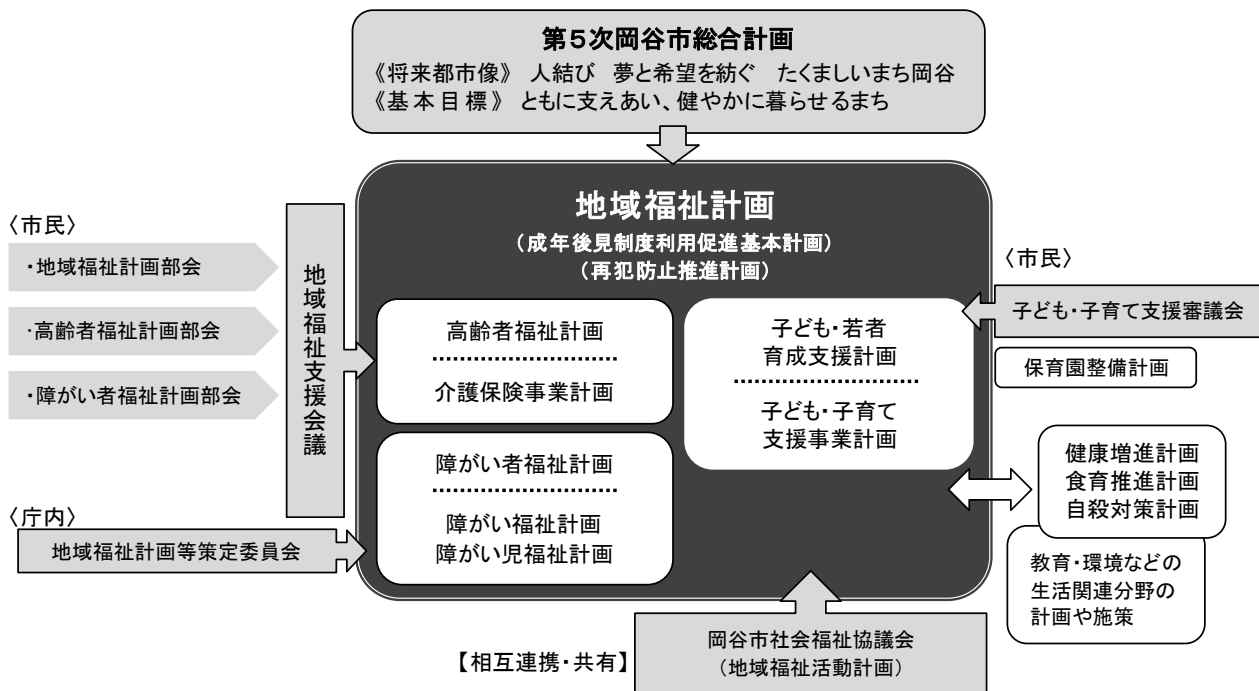 第5次岡谷市総合計画
《将来都市像》 人結び 夢と希望を紡ぐ たくましいまち岡谷
《基本目標》 ともに支えあい、健やかに暮らせるまち
地域福祉計画
（成年後見制度利用促進基本計画）
（再犯防止推進計画）
〈市民〉
・地域福祉計画部会
・高齢者福祉計画部会
・障がい者福祉計画部会
地域福祉支援会議
〈庁内〉
地域福祉計画等策定委員会
高齢者福祉計画
介護保険事業計画
障がい者福祉計画
障がい福祉計画
障がい児福祉計画
子ども・若者
育成支援計画
子ども・子育て
支援事業計画
〈市民〉
子ども・子育て支援審議会
保育園整備計画
健康増進計画
食育推進計画
自殺対策計画
教育・環境などの
生活関連分野の
計画や施策
【相互連携・共有】
岡谷市社会福祉協議会
（地域福祉活動計画）